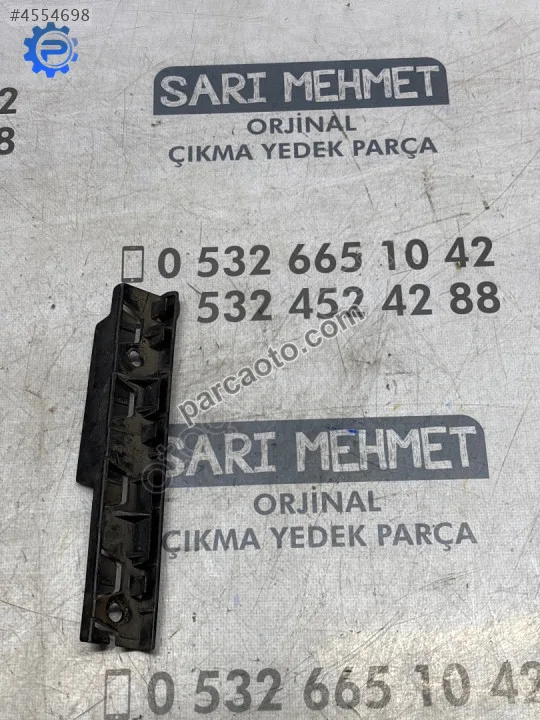 #4554698
SARI MEHMET
ORJİNAL
ÇIKMA YEDEK PARÇA
2
8
0 532 665 10 42
532 452 42 88
parcaoto.com
SARI MEHMET
ORJİNAL
ÇIKMA YEDEK PARÇA
0 532 665 10 42